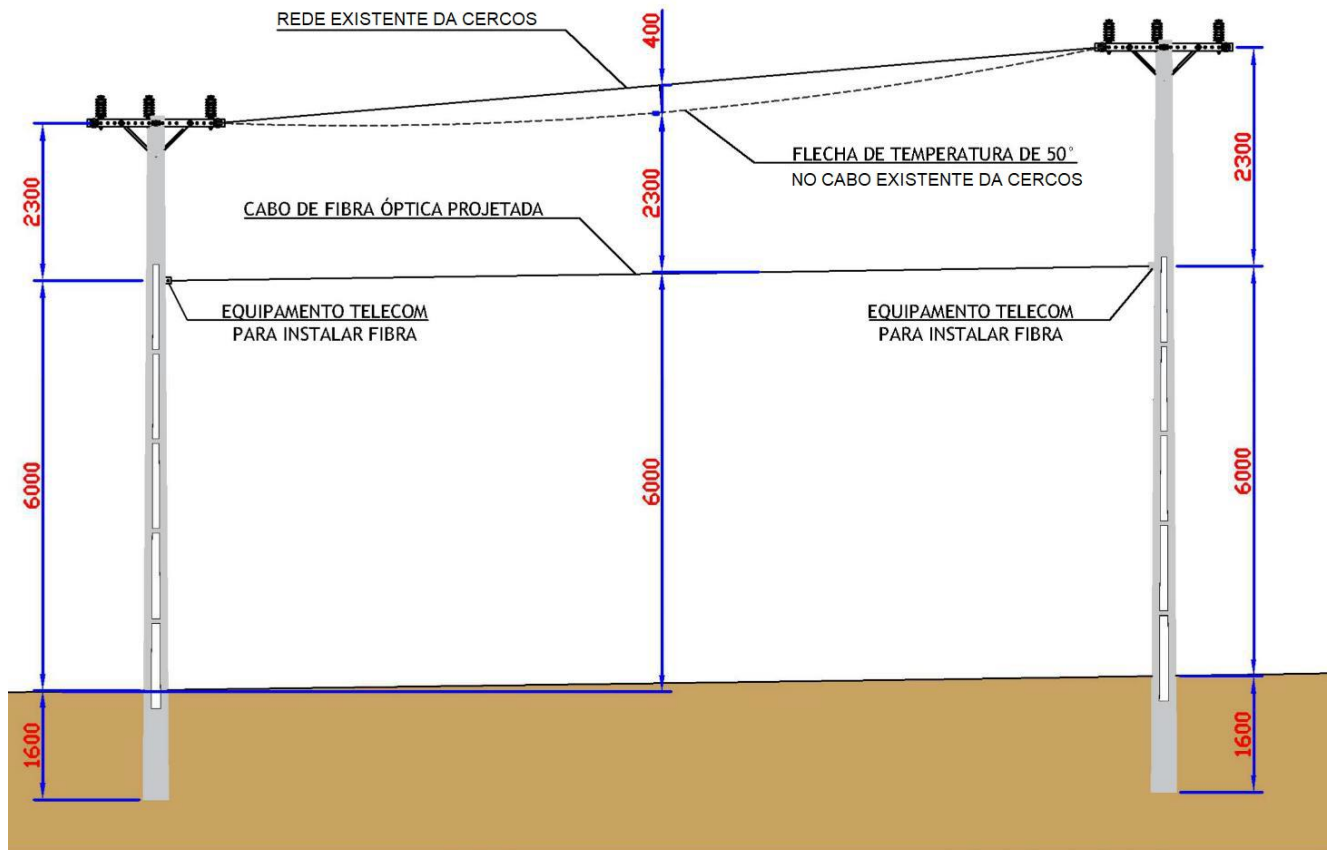 REDE EXISTENTE DA CERCOS
400
2300
2300
2300
FLECHA DE TEMPERATURA DE 50°
NO CABO EXISTENTE DA CERCOS
CABO DE FIBRA ÓPTICA PROJETADA
EQUIPAMENTO TELECOM
PARA INSTALAR FIBRA
EQUIPAMENTO TELECOM
PARA INSTALAR FIBRA
6000
6000
6000
1600
1600